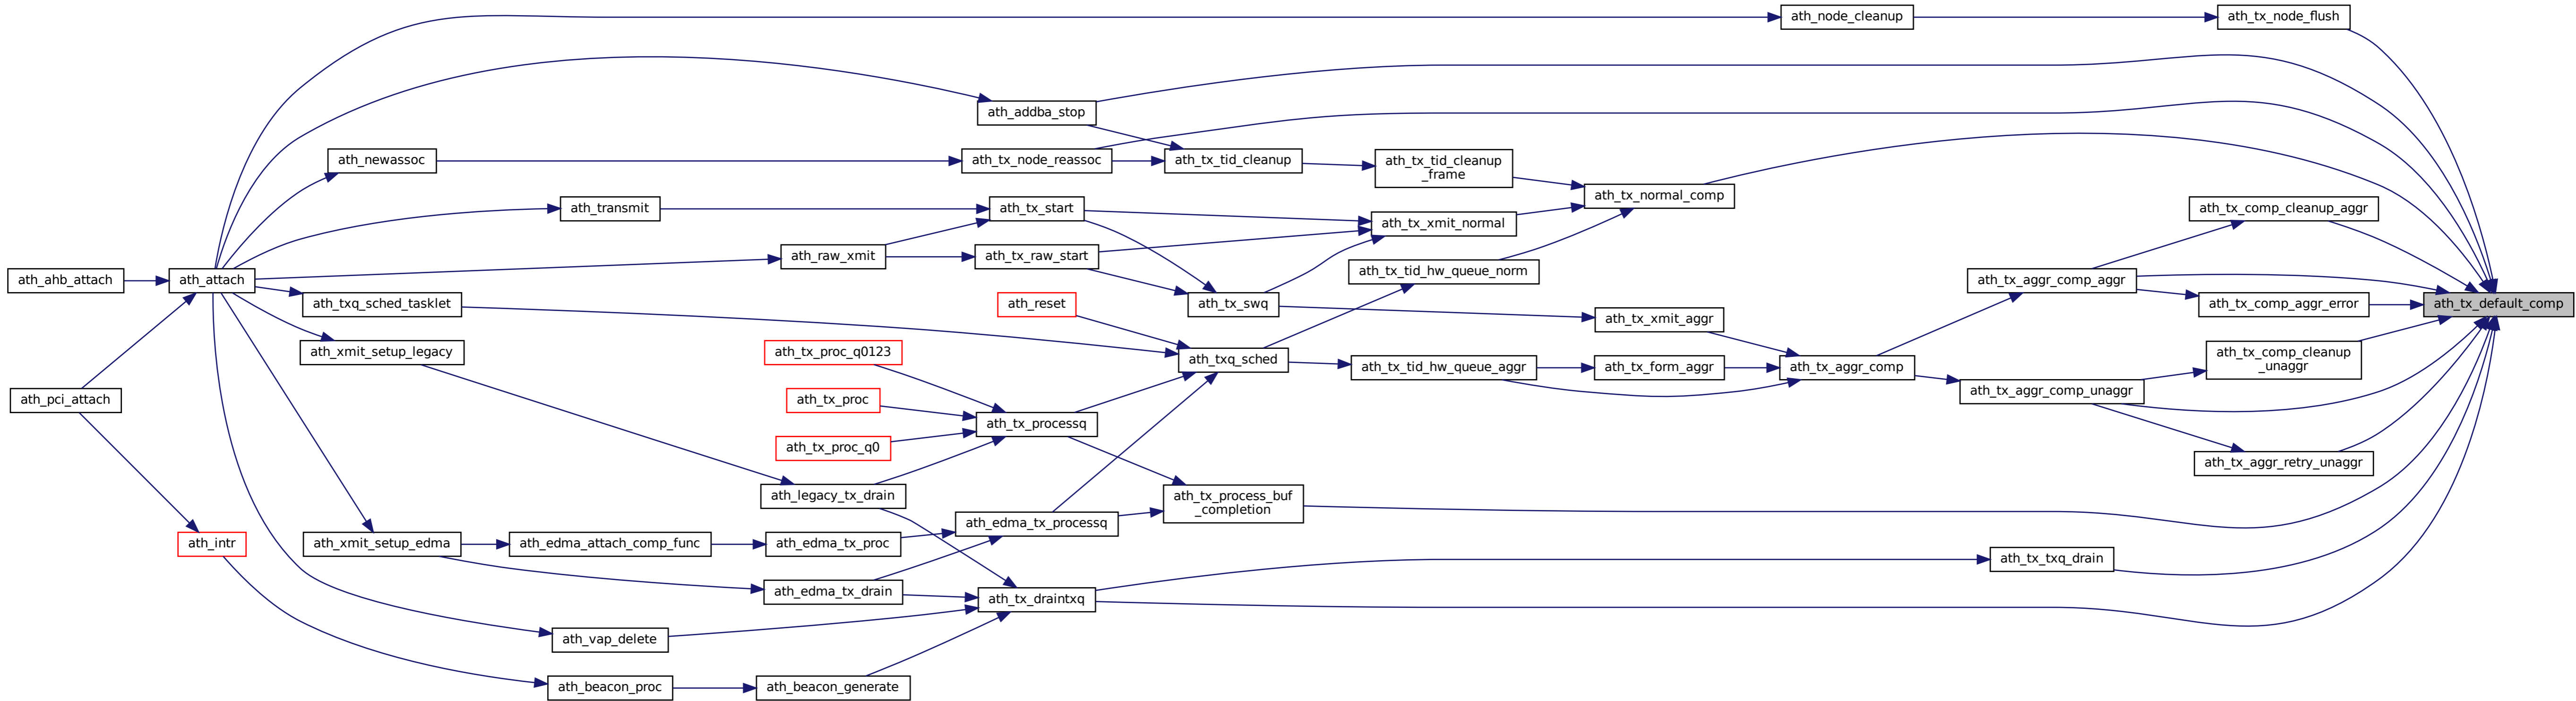 ath_node_cleanup
ath_tx_node_flush
ath_addba_stop
ath_newassoc
ath_tx_node_reassoc
ath_tx_tid_cleanup
ath_tx_tid_cleanup
_frame
ath_tx_normal_comp
ath_transmit
ath_tx_start
ath_tx_xmit_normal
ath_tx_comp_cleanup_aggr
ath_raw_xmit
ath_tx_raw_start
ath_tx_tid_hw_queue_norm
ath_ahb_attach
ath_attach
ath_tx_aggr_comp_aggr
ath_txq_sched_tasklet
ath_reset
ath_tx_swq
ath_tx_comp_aggr_error
ath_tx_default_comp
ath_tx_xmit_aggr
ath_xmit_setup_legacy
ath_tx_proc_q0123
ath_txq_sched
ath_tx_tid_hw_queue_aggr
ath_tx_form_aggr
ath_tx_aggr_comp
ath_tx_comp_cleanup
_unaggr
ath_pci_attach
ath_tx_proc
ath_tx_aggr_comp_unaggr
ath_tx_processq
ath_tx_proc_q0
ath_tx_aggr_retry_unaggr
ath_legacy_tx_drain
ath_tx_process_buf
_completion
ath_edma_tx_processq
ath_intr
ath_xmit_setup_edma
ath_edma_attach_comp_func
ath_edma_tx_proc
ath_tx_txq_drain
ath_edma_tx_drain
ath_tx_draintxq
ath_vap_delete
ath_beacon_proc
ath_beacon_generate